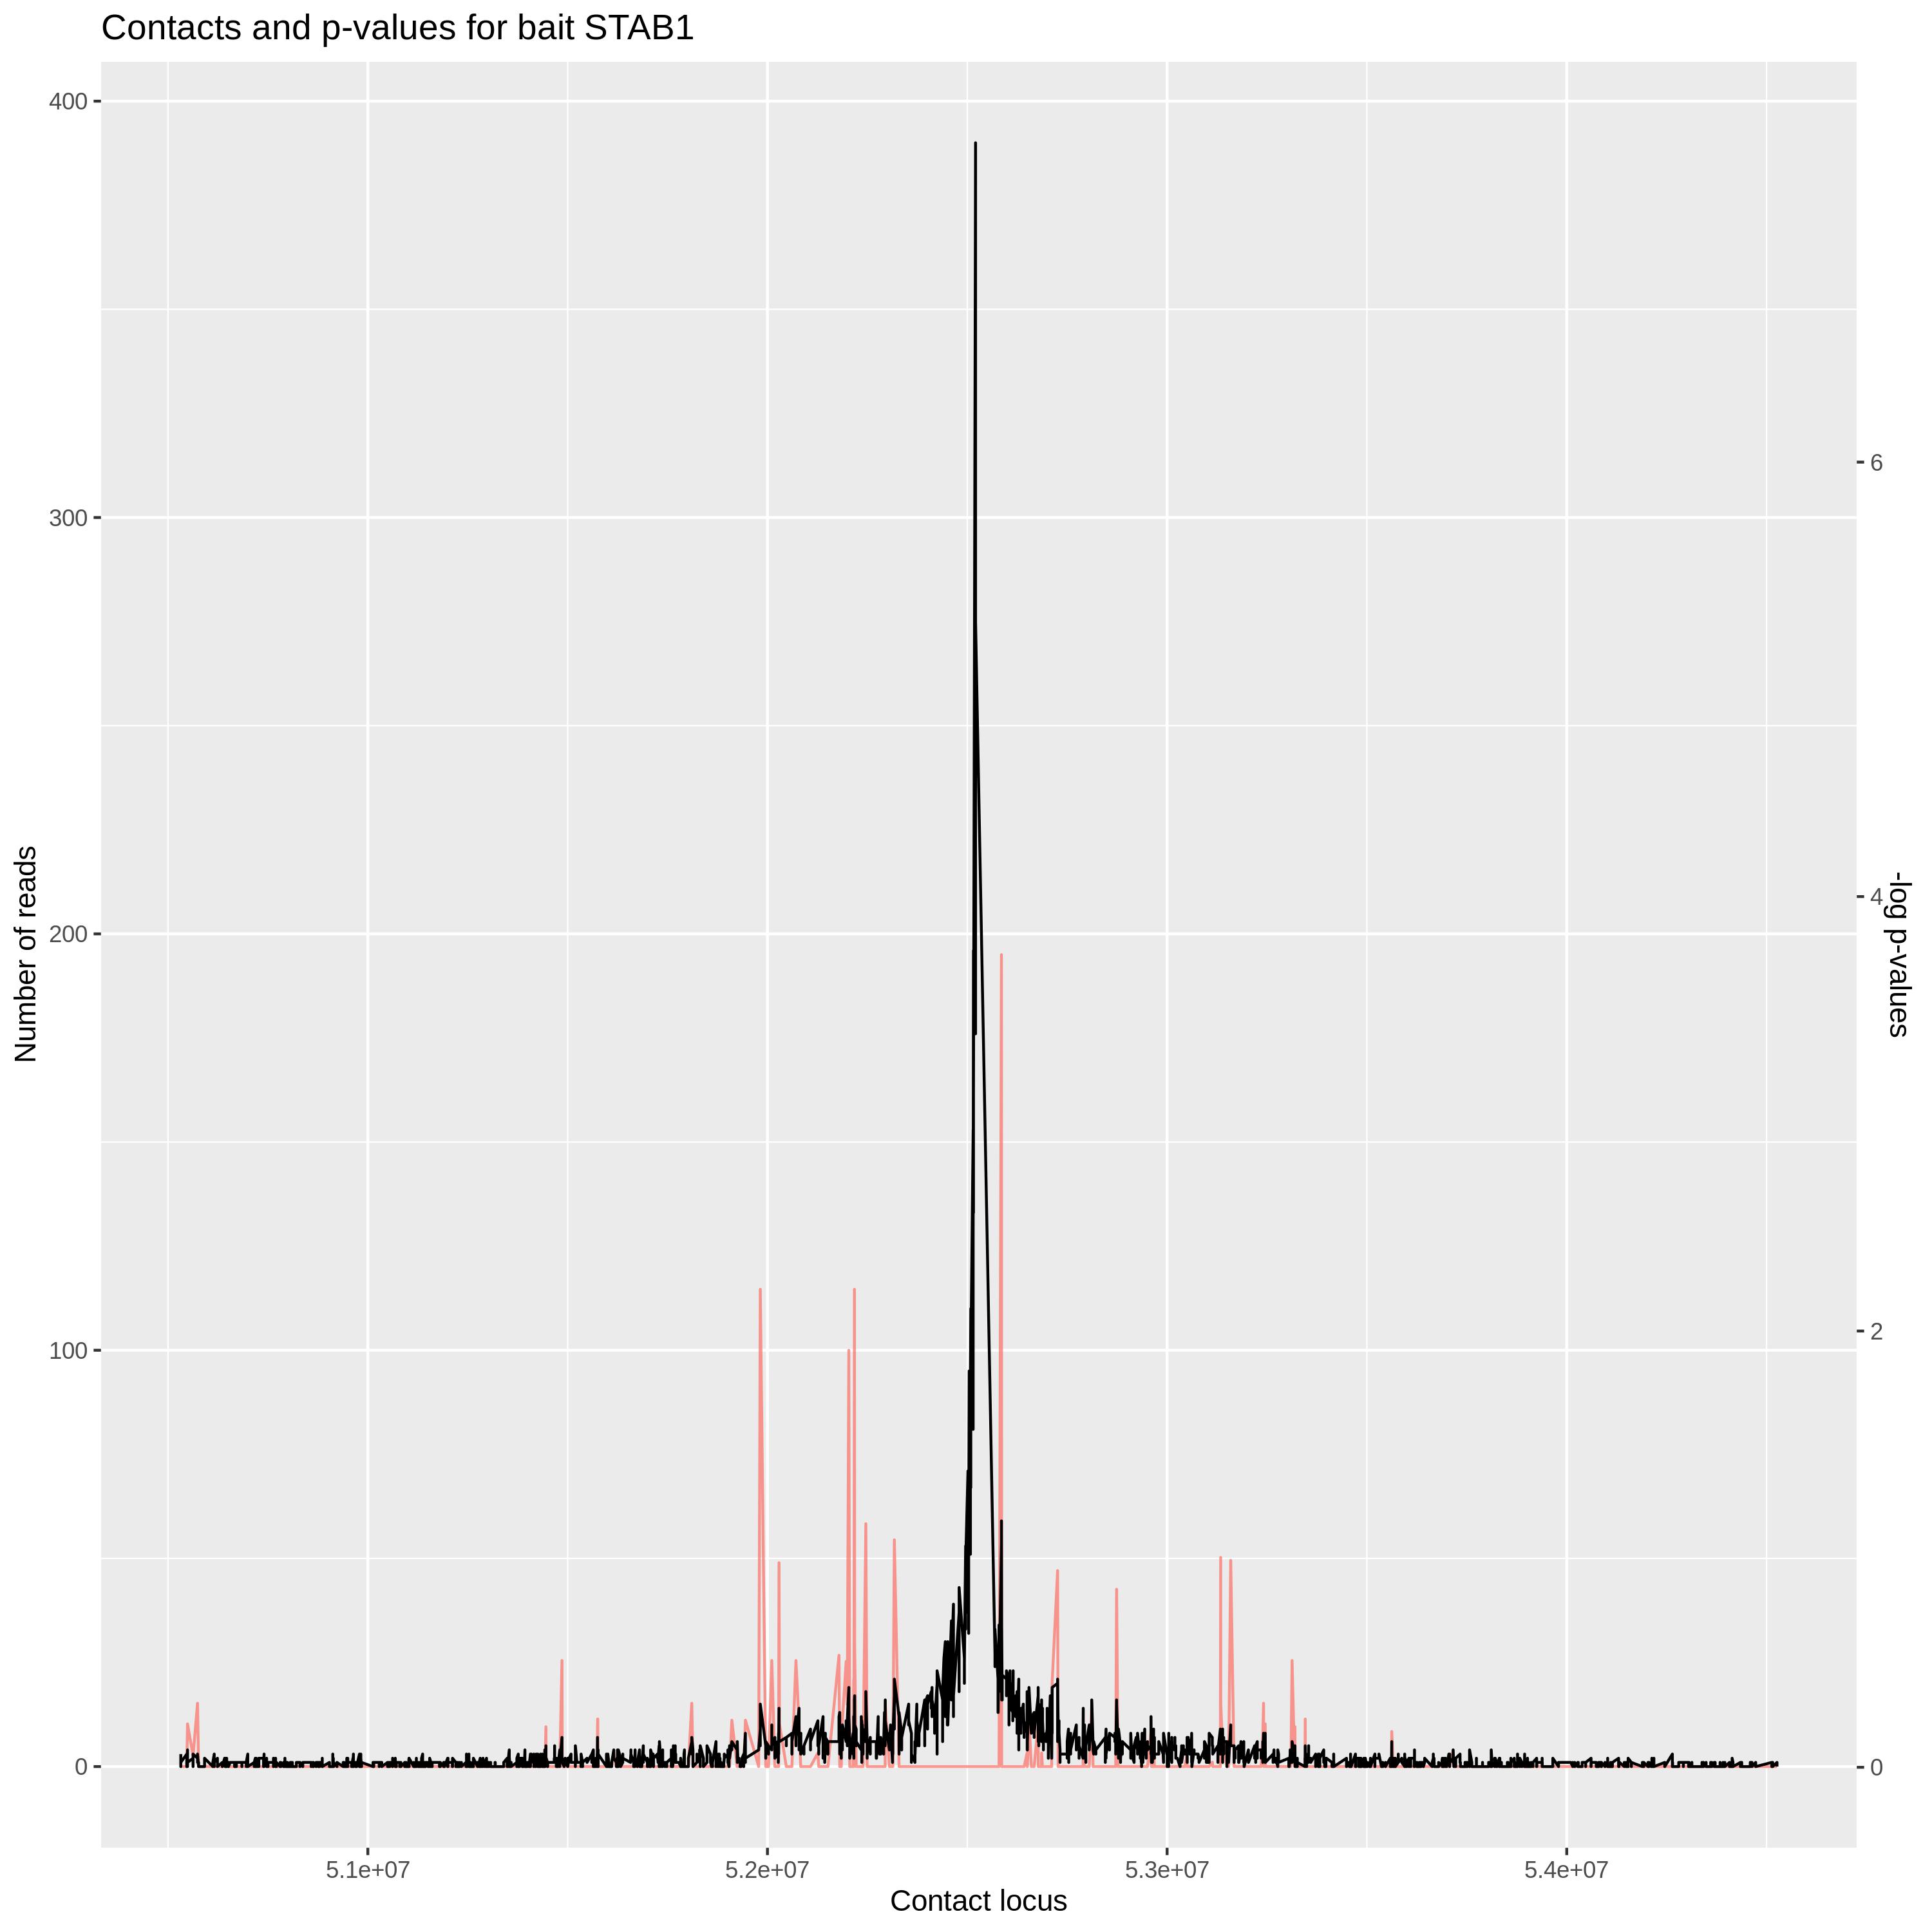 Contacts and p-values for bait STAB1
400
300
200
100
0
Number of reads
6
4
2
0
-log p-values
5.1e+07 5.2e+07 5.3e+07 5.4e+07
Contact locus